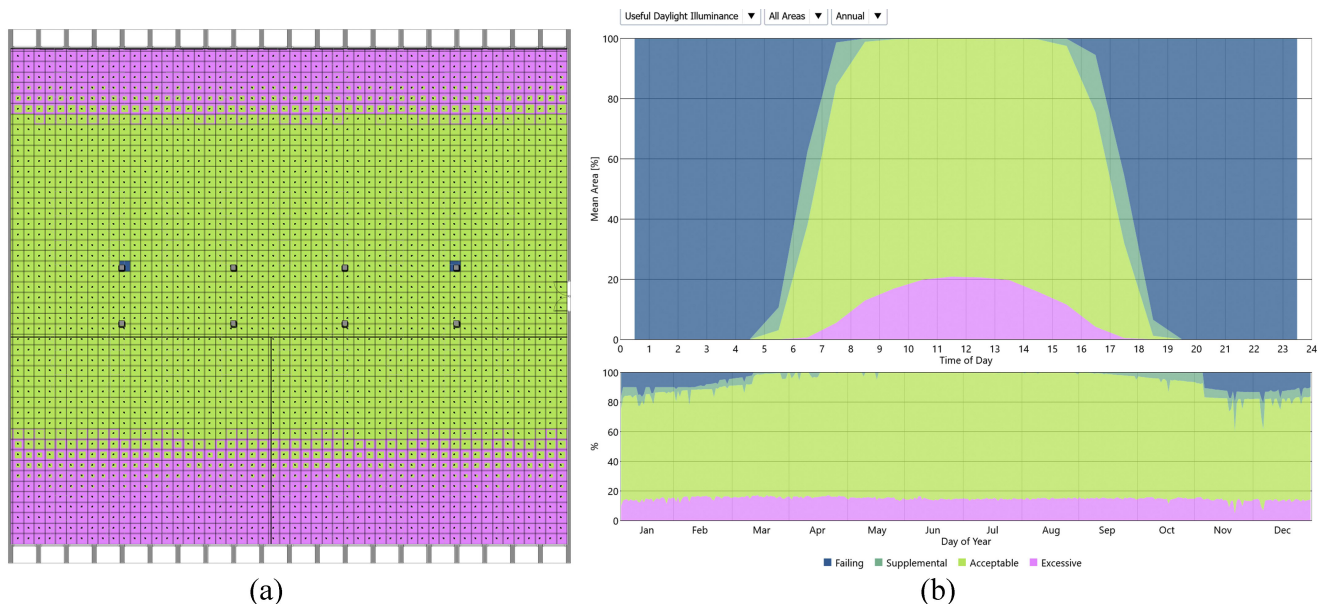 Useful Daylight Illuminance ▼ All Areas ▼ Annual ▼
100
80
60
40
20
0
Mean Area [%]
0 1 2 3 4 5 6 7 8 9 10 11 12 13 14 15 16 17 18 19 20 21 22 23 24
Time of Day
100
80
60
40
20
0
%
Jan Feb Mar Apr May Jun Jul Aug Sep Oct Nov Dec
Day of Year
Failing Supplemental Acceptable Excessive
(a) (b)